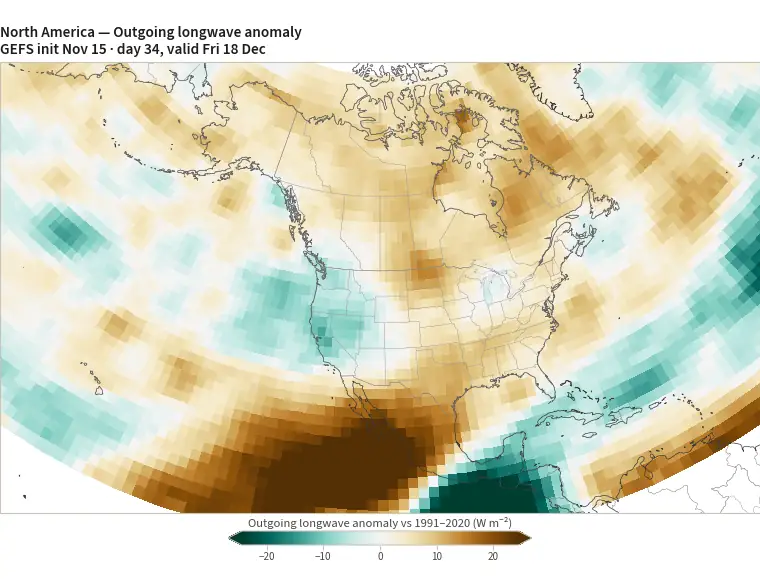 North America — Outgoing longwave anomaly
GEFS init Nov 15 · day 34, valid Fri 18 Dec
Outgoing longwave anomaly vs 1991–2020 (W m⁻²)
−20 −10 0 10 20